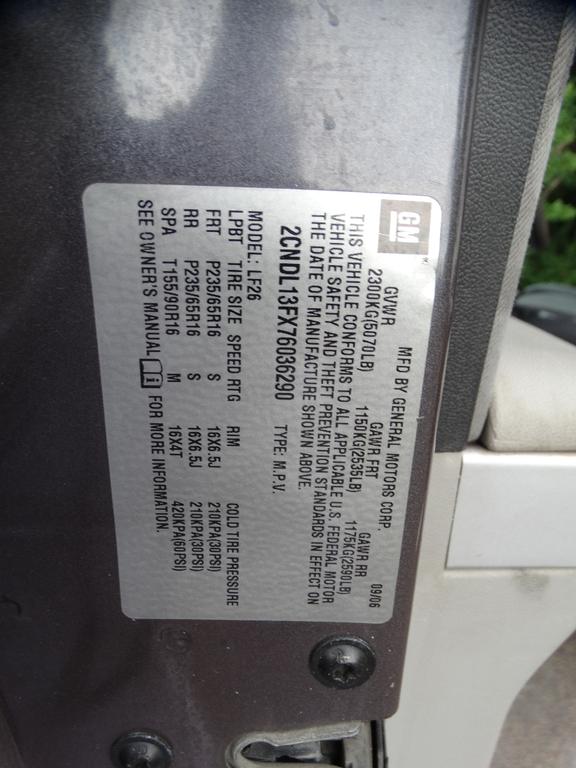 GM
MFD BY GENERAL MOTORS CORP. 09/06
GVWR GAWR FRT GAWR RR
2300KG(5070LB) 1150KG(2535LB) 1175KG(2590LB)
THIS VEHICLE CONFORMS TO ALL APPLICABLE U.S. FEDERAL MOTOR
VEHICLE SAFETY AND THEFT PREVENTION STANDARDS IN EFFECT ON
THE DATE OF MANUFACTURE SHOWN ABOVE.
2CNDL13FX76036290 TYPE: M.P.V.
MODEL: LF26
LPBT TIRE SIZE SPEED RTG RIM COLD TIRE PRESSURE
FRT P235/65R16 S 16X6.5J 210KPA(30PSI)
RR P235/65R16 S 16X6.5J 210KPA(30PSI)
SPA T155/90R16 M 16X4T 420KPA(60PSI)
SEE OWNER'S MANUAL FOR MORE INFORMATION.